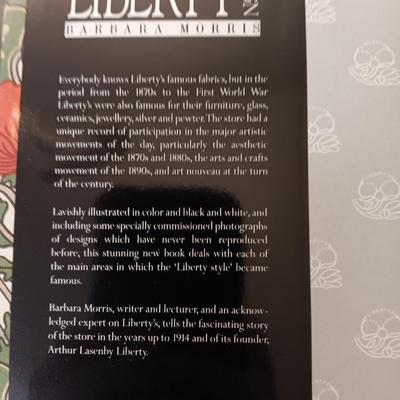 LIBERTY
BARBARA MORRIS
Everybody knows Liberty's famous fabrics, but in the
period from the 1870s to the First World War
Liberty's were also famous for their furniture, glass,
ceramics, jewellery, silver and pewter. The store had a
unique record of participation in the major artistic
movements of the day, particularly the aesthetic
movement of the 1870s and 1880s, the arts and crafts
movement of the 1890s, and art nouveau at the turn
of the century.
Lavishly illustrated in color and black and white, and
including some specially commissioned photographs
of designs which have never been reproduced
before, this stunning new book deals with each of
the main areas in which the ‘Liberty style’ became
famous.
Barbara Morris, writer and lecturer, and an acknow-
ledged expert on Liberty's, tells the fascinating story
of the store in the years up to 1914 and of its founder,
Arthur Lasenby Liberty.